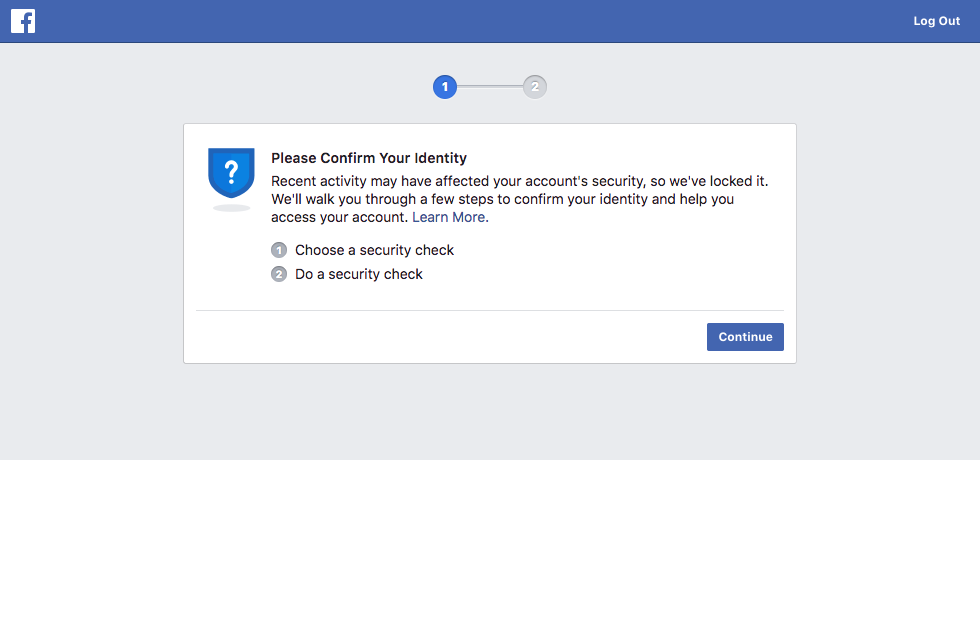 Log Out
1 2
Please Confirm Your Identity
Recent activity may have affected your account's security, so we've locked it.
We'll walk you through a few steps to confirm your identity and help you
access your account. Learn More.
1 Choose a security check
2 Do a security check
Continue